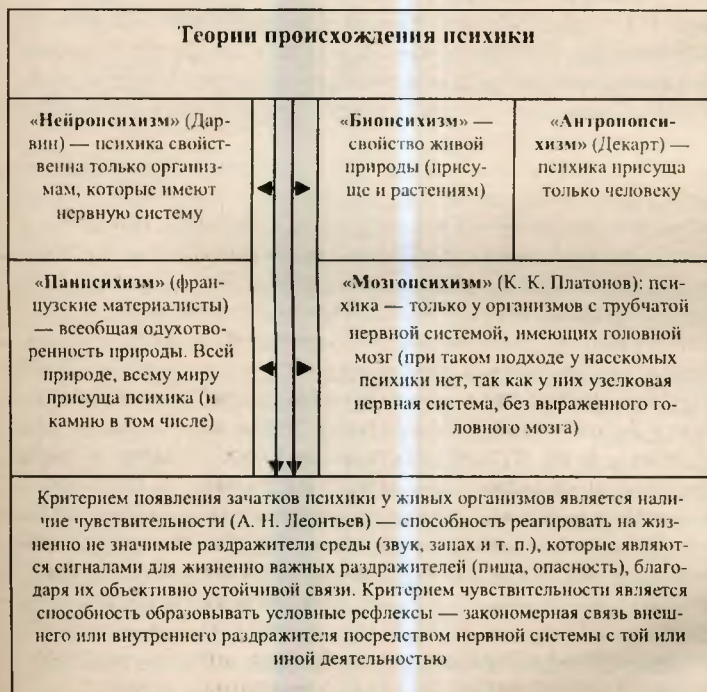 Теории происхождения психики
«Нейропсихизм» (Дар-
вин) — психика свойст-
венна только организ-
мам, которые имеют
нервную систему
«Биопсихизм» —
свойство живой
природы (прису-
ще и растениям)
«Антропопси-
хизм» (Декарт) —
психика присуща
только человеку
«Панпсихизм» (фран-
цузские материалисты)
— всеобщая одухотво-
ренность природы. Всей
природе, всему миру
присуща психика (и
камню в том числе)
«Мозгопсихизм» (К. К. Платонов): пси-
хика — только у организмов с трубчатой
нервной системой, имеющих головной
мозг (при таком подходе у насекомых
психики нет, так как у них узелковая
нервная система, без выраженного го-
ловного мозга)
Критерием появления зачатков психики у живых организмов является нали-
чие чувствительности (А. Н. Леонтьев) — способность реагировать на жиз-
ненно не значимые раздражители среды (звук, запах и т. п.), которые являют-
ся сигналами для жизненно важных раздражителей (пища, опасность), благо-
даря их объективно устойчивой связи. Критерием чувствительности является
способность образовывать условные рефлексы — закономерная связь внеш-
него или внутреннего раздражителя посредством нервной системы с той или
иной деятельностью